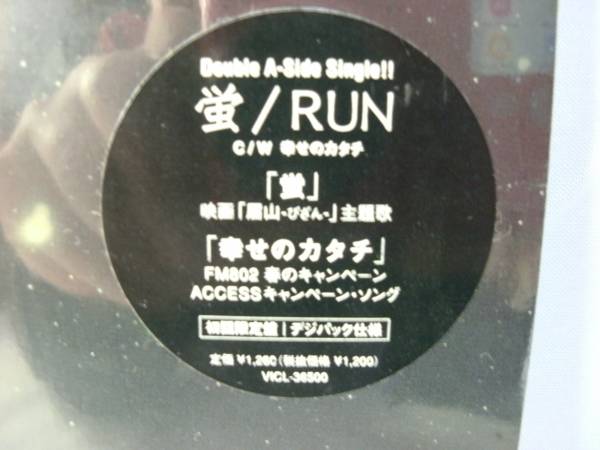 Double A-Side Single!!
蛍/RUN
C/W 幸せのカタチ
「蛍」
映画「眉山-びざん-」主題歌
「幸せのカタチ」
FM802 春のキャンペーン
ACCESSキャンペーン・ソング
初回限定盤 | デジパック仕様
定価 ¥1,260(税抜価格 ¥1,200)
VICL-36300